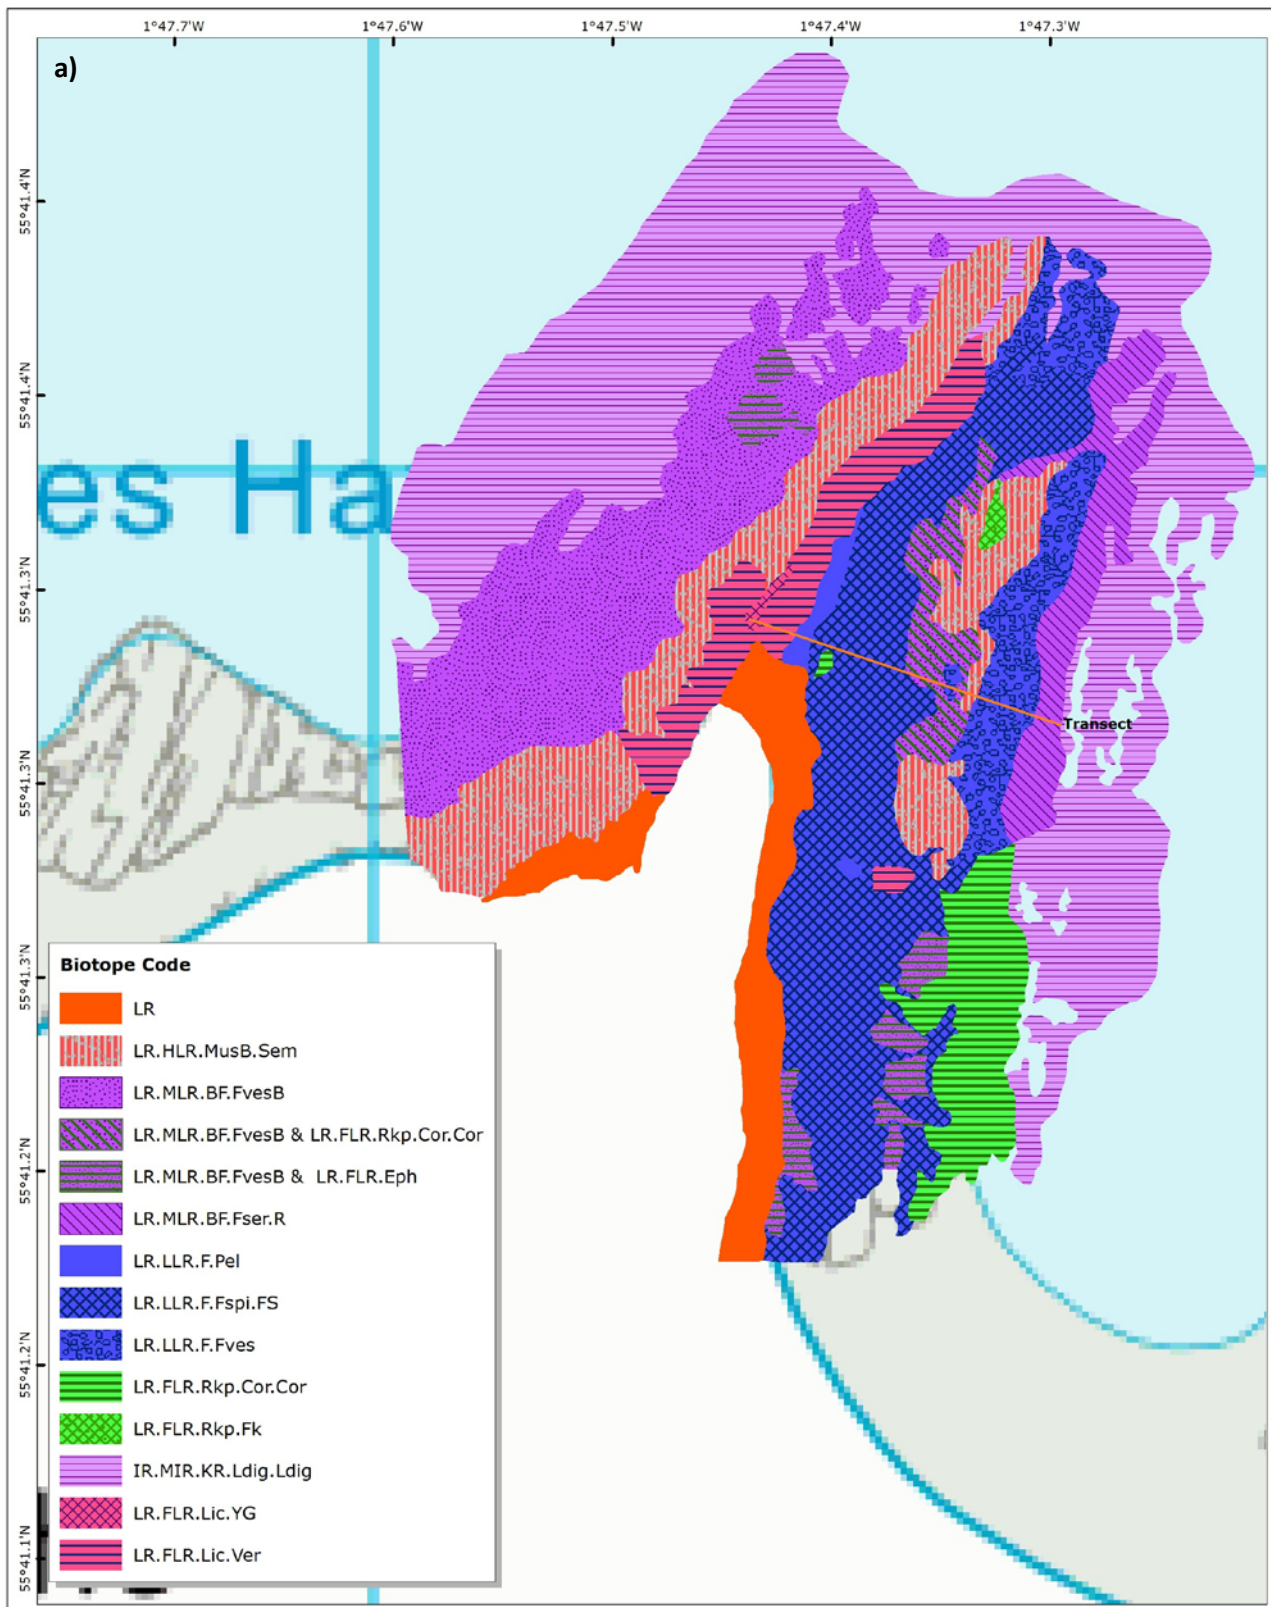 1°47.7'W 1°47.6'W 1°47.5'W 1°47.4'W 1°47.3'W
a)
55°41.4'N
55°41.4'N
es Ha
55°41.3'N
Transect
55°41.3'N
55°41.3'N
55°41.2'N
55°41.2'N
55°41.1'N
Biotope Code
LR
LR.HLR.MusB.Sem
LR.MLR.BF.FvesB
LR.MLR.BF.FvesB & LR.FLR.Rkp.Cor.Cor
LR.MLR.BF.FvesB & LR.FLR.Eph
LR.MLR.BF.Fser.R
LR.LLR.F.Pel
LR.LLR.F.Fspi.FS
LR.LLR.F.Fves
LR.FLR.Rkp.Cor.Cor
LR.FLR.Rkp.Fk
IR.MIR.KR.Ldig.Ldig
LR.FLR.Lic.YG
LR.FLR.Lic.Ver